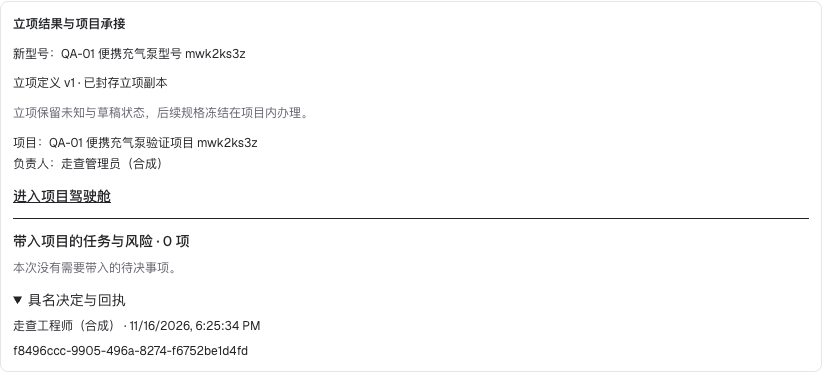 立项结果与项目承接
新型号：QA-01 便携充气泵型号 mwk2ks3z
立项定义 v1 · 已封存立项副本
立项保留未知与草稿状态，后续规格冻结在项目内办理。
项目：QA-01 便携充气泵验证项目 mwk2ks3z
负责人：走查管理员（合成）
进入项目驾驶舱
带入项目的任务与风险 · 0 项
本次没有需要带入的待决事项。
▼ 具名决定与回执
走查工程师（合成） · 11/16/2026, 6:25:34 PM
f8496ccc-9905-496a-8274-f6752be1d4fd